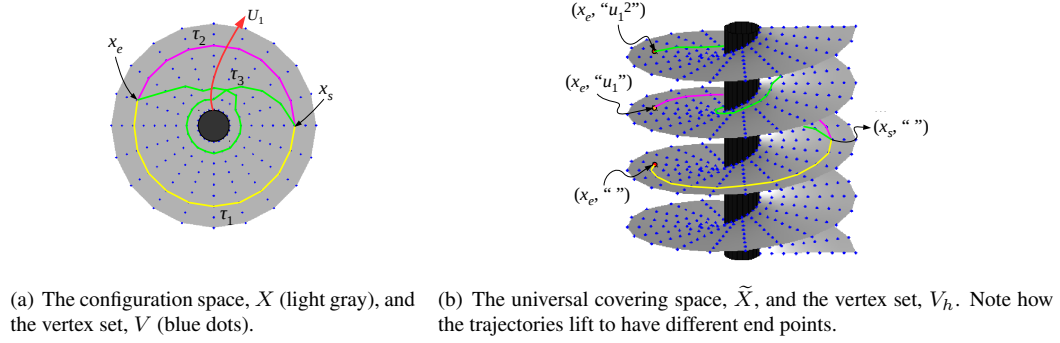 U₁
τ₂
xₑ
τ₃
xₛ
τ₁
(xₑ, “u₁²”)
(xₑ, “u₁”)
(xₛ, “ ”)
(xₑ, “ ”)
(a) The configuration space, X (light gray), and
the vertex set, V (blue dots).
(b) The universal covering space, X̃, and the vertex set, Vₕ. Note how
the trajectories lift to have different end points.